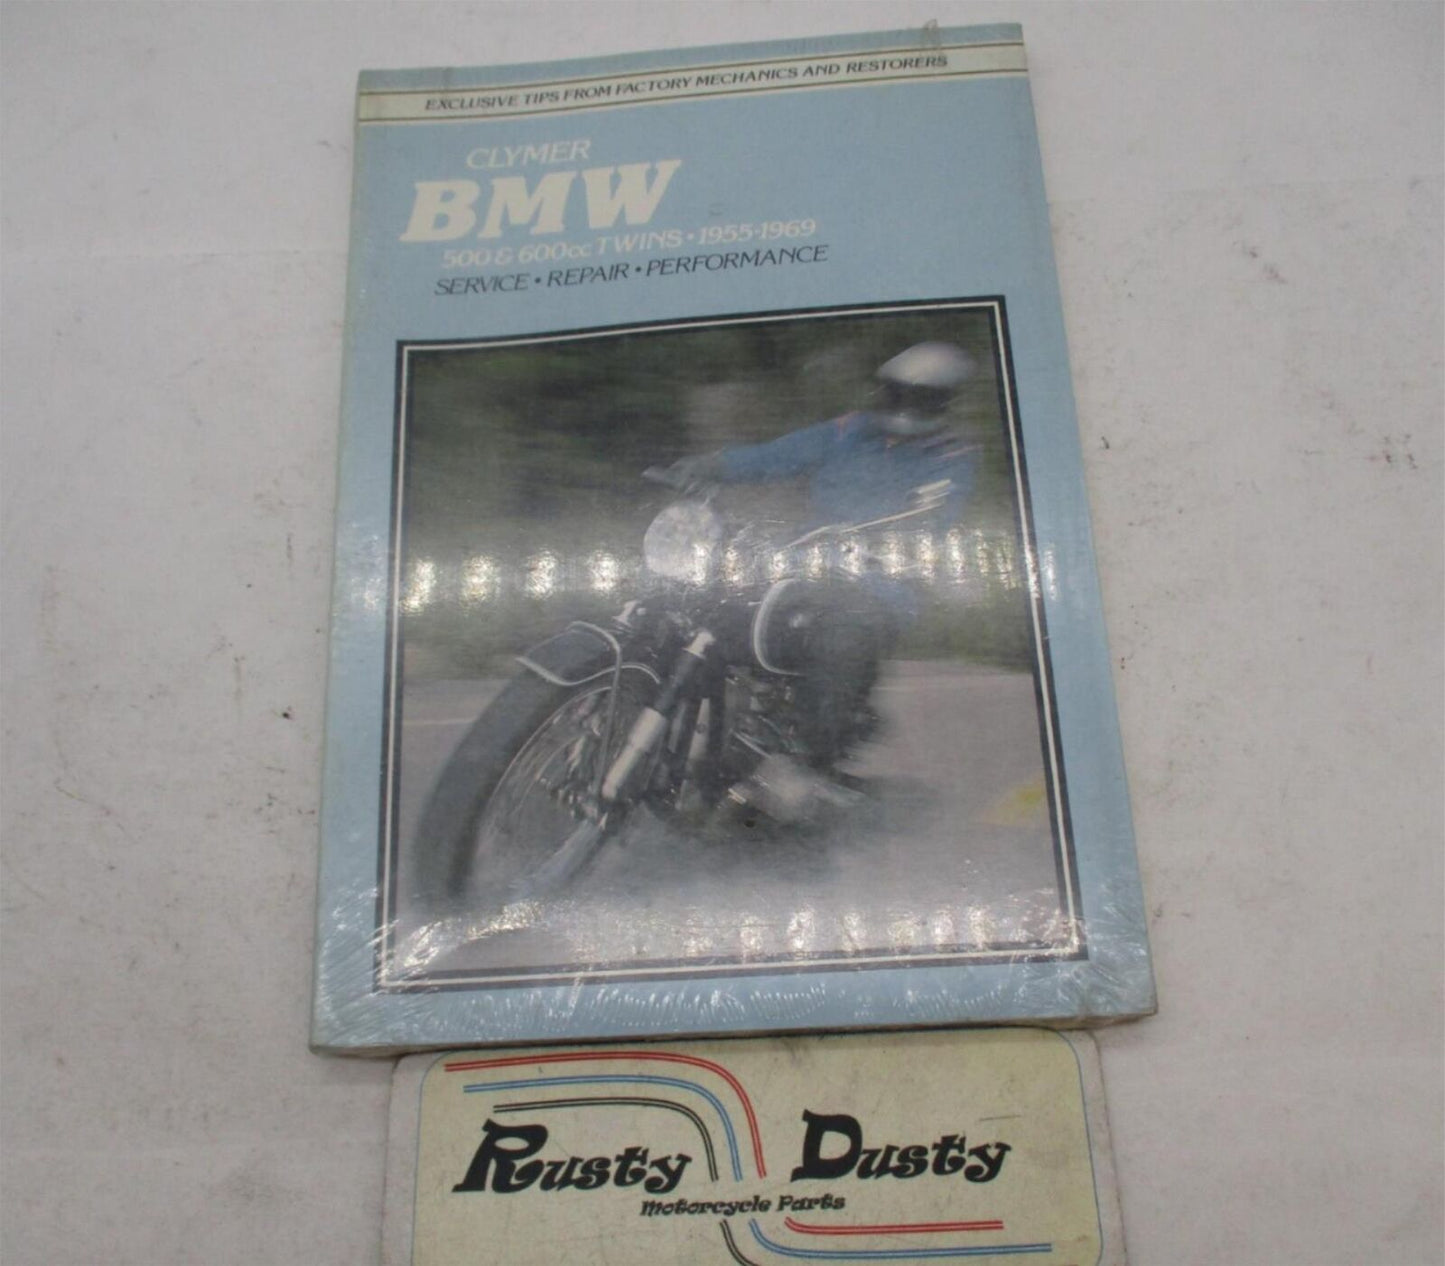 EXCLUSIVE TIPS FROM FACTORY MECHANICS AND RESTORERS
CLYMER
BMW
500 & 600cc TWINS • 1955-1969
SERVICE • REPAIR • PERFORMANCE
Rusty Dusty
Motorcycle Parts